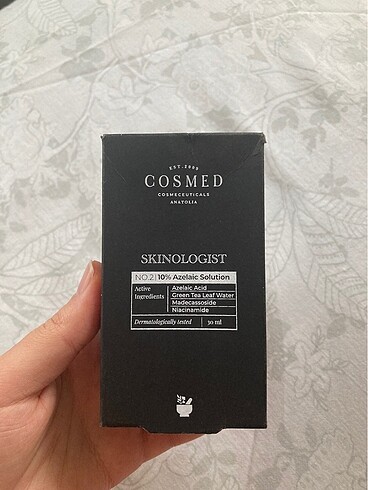 EST. 2009
COSMED
COSMECEUTICALS
ANATOLIA
SKINOLOGIST
NO.2 | 10% Azelaic Solution
Active Ingredients
Azelaic Acid
Green Tea Leaf Water
Madecassoside
Niacinamide
Dermatologically tested
30 ml